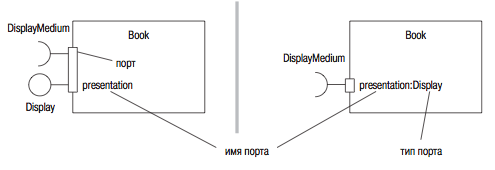 DisplayMedium
Book
порт
presentation
Display
DisplayMedium
Book
presentation:Display
имя порта
тип порта